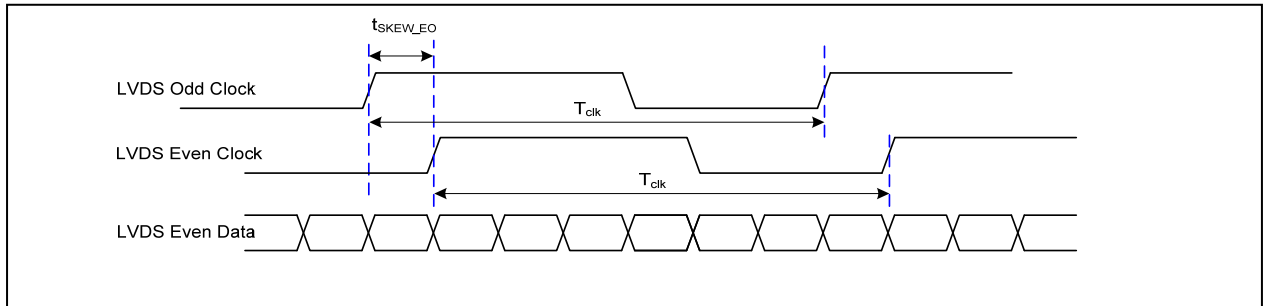 tSKEW_EO
LVDS Odd Clock
Tclk
LVDS Even Clock
Tclk
LVDS Even Data